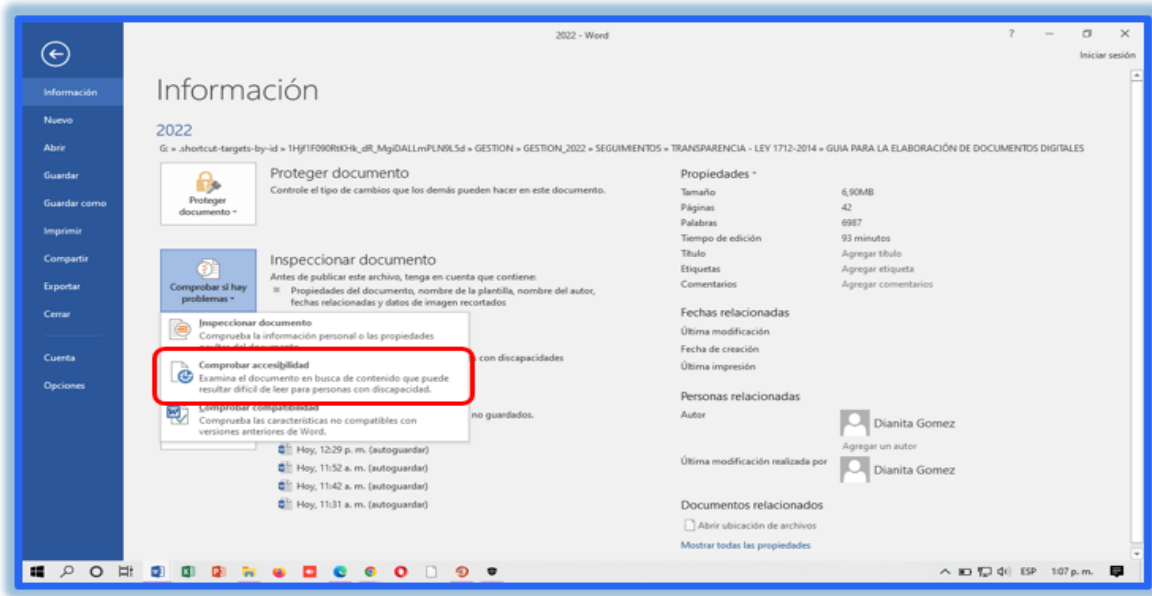 2022 - Word
Iniciar sesión
Información
Nuevo
Abrir
Guardar
Guardar como
Imprimir
Compartir
Exportar
Cerrar
Cuenta
Opciones
Información
2022
TRANSPARENCIA - LEY 1712-2014 » GUIA PARA LA ELABORACIÓN DE DOCUMENTOS DIGITALES
Proteger documento
Proteger documento
Controle el tipo de cambios que los demás pueden hacer en este documento.
Comprobar si hay problemas
Inspeccionar documento
Antes de publicar este archivo, tenga en cuenta que contiene:
Propiedades del documento, nombre de la plantilla, nombre del autor,
fechas relacionadas y datos de imagen recortados
Inspeccionar documento
Comprueba la información personal o las propiedades
ocultas del documento
con discapacidades
Comprobar accesibilidad
Examina el documento en busca de contenido que puede
resultar difícil de leer para personas con discapacidad.
Comprobar compatibilidad
Comprueba las características no compatibles con
versiones anteriores de Word.
no guardados.
Hoy, 12:29 p. m. (autoguardar)
Hoy, 11:52 a. m. (autoguardar)
Hoy, 11:42 a. m. (autoguardar)
Hoy, 11:31 a. m. (autoguardar)
Propiedades
Tamaño 6,90MB
Páginas 42
Palabras 6987
Tiempo de edición 93 minutos
Título Agregar título
Etiquetas Agregar etiqueta
Comentarios Agregar comentarios
Fechas relacionadas
Última modificación
Fecha de creación
Última impresión
Personas relacionadas
Autor Dianita Gomez
Agregar un autor
Última modificación realizada por Dianita Gomez
Documentos relacionados
Abrir ubicación de archivos
Mostrar todas las propiedades
ESP 1:07 p. m.